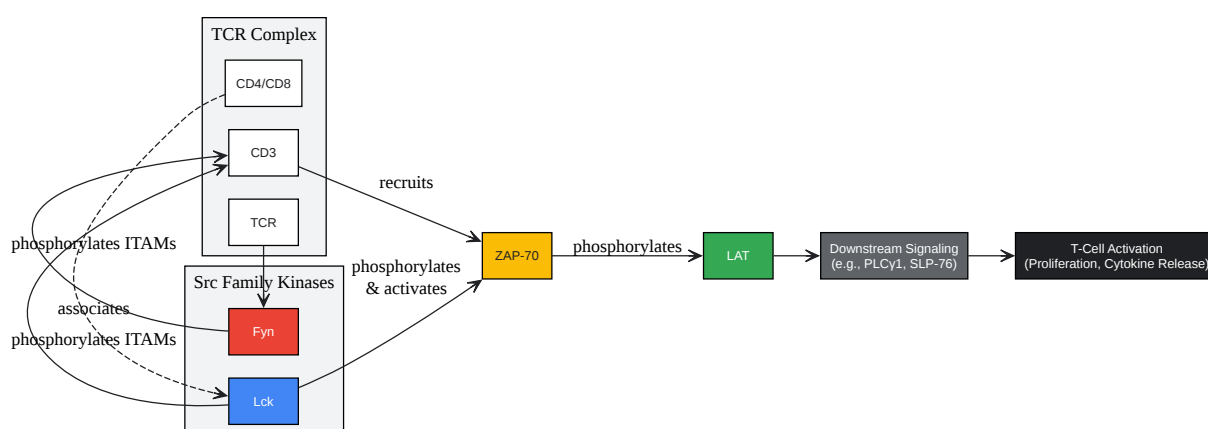 TCR Complex
CD4/CD8
CD3
recruits
TCR
phosphorylates ITAMs
phosphorylates
ZAP-70
LAT
Downstream Signaling
(e.g., PLCγ1, SLP-76)
T-Cell Activation
(Proliferation, Cytokine Release)
phosphorylates
& activates
Src Family Kinases
associates
Fyn
phosphorylates ITAMs
Lck